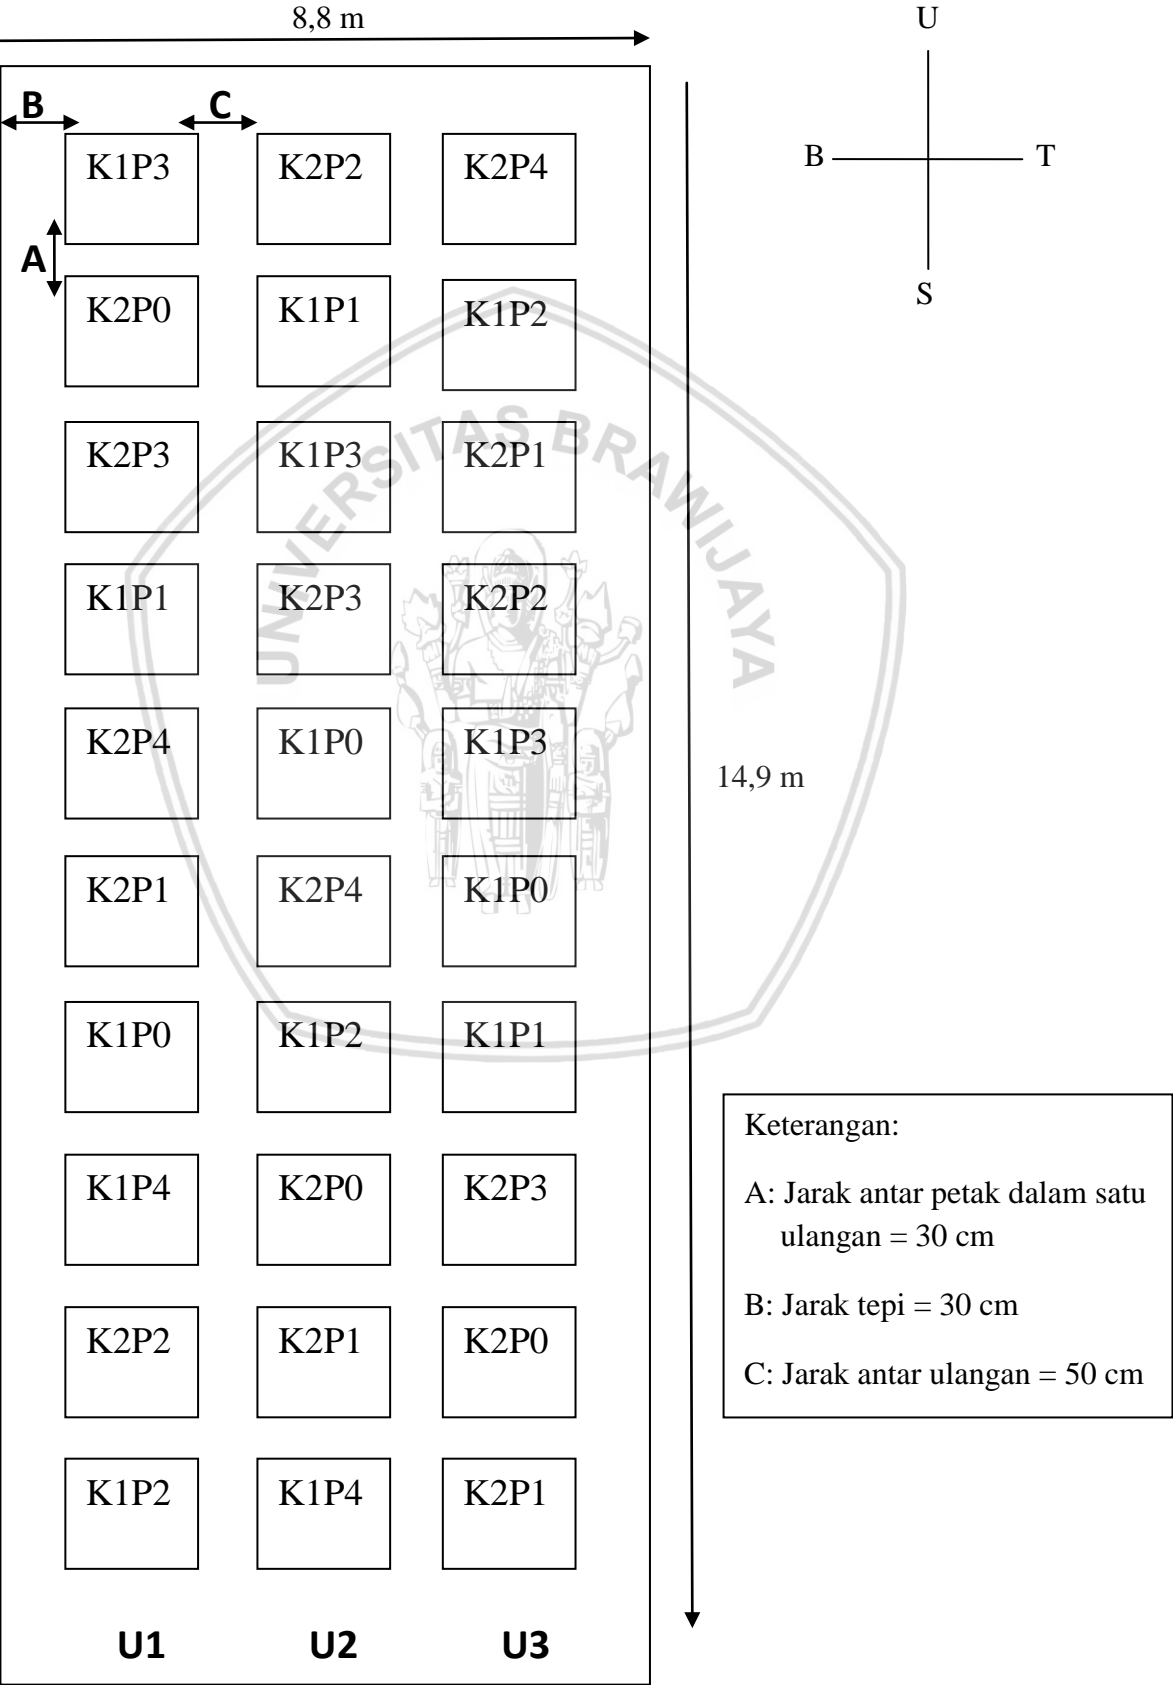 8,8 m
U
B
C
B
T
K1P3
K2P2
K2P4
A
S
K2P0
K1P1
K1P2
UNIVERSITAS BRAWIJAYA
K2P3
K1P3
K2P1
K1P1
K2P3
K2P2
K2P4
K1P0
K1P3
14,9 m
K2P1
K2P4
K1P0
K1P0
K1P2
K1P1
Keterangan:
A: Jarak antar petak dalam satu
ulangan = 30 cm
B: Jarak tepi = 30 cm
C: Jarak antar ulangan = 50 cm
K1P4
K2P0
K2P3
K2P2
K2P1
K2P0
K1P2
K1P4
K2P1
U1
U2
U3